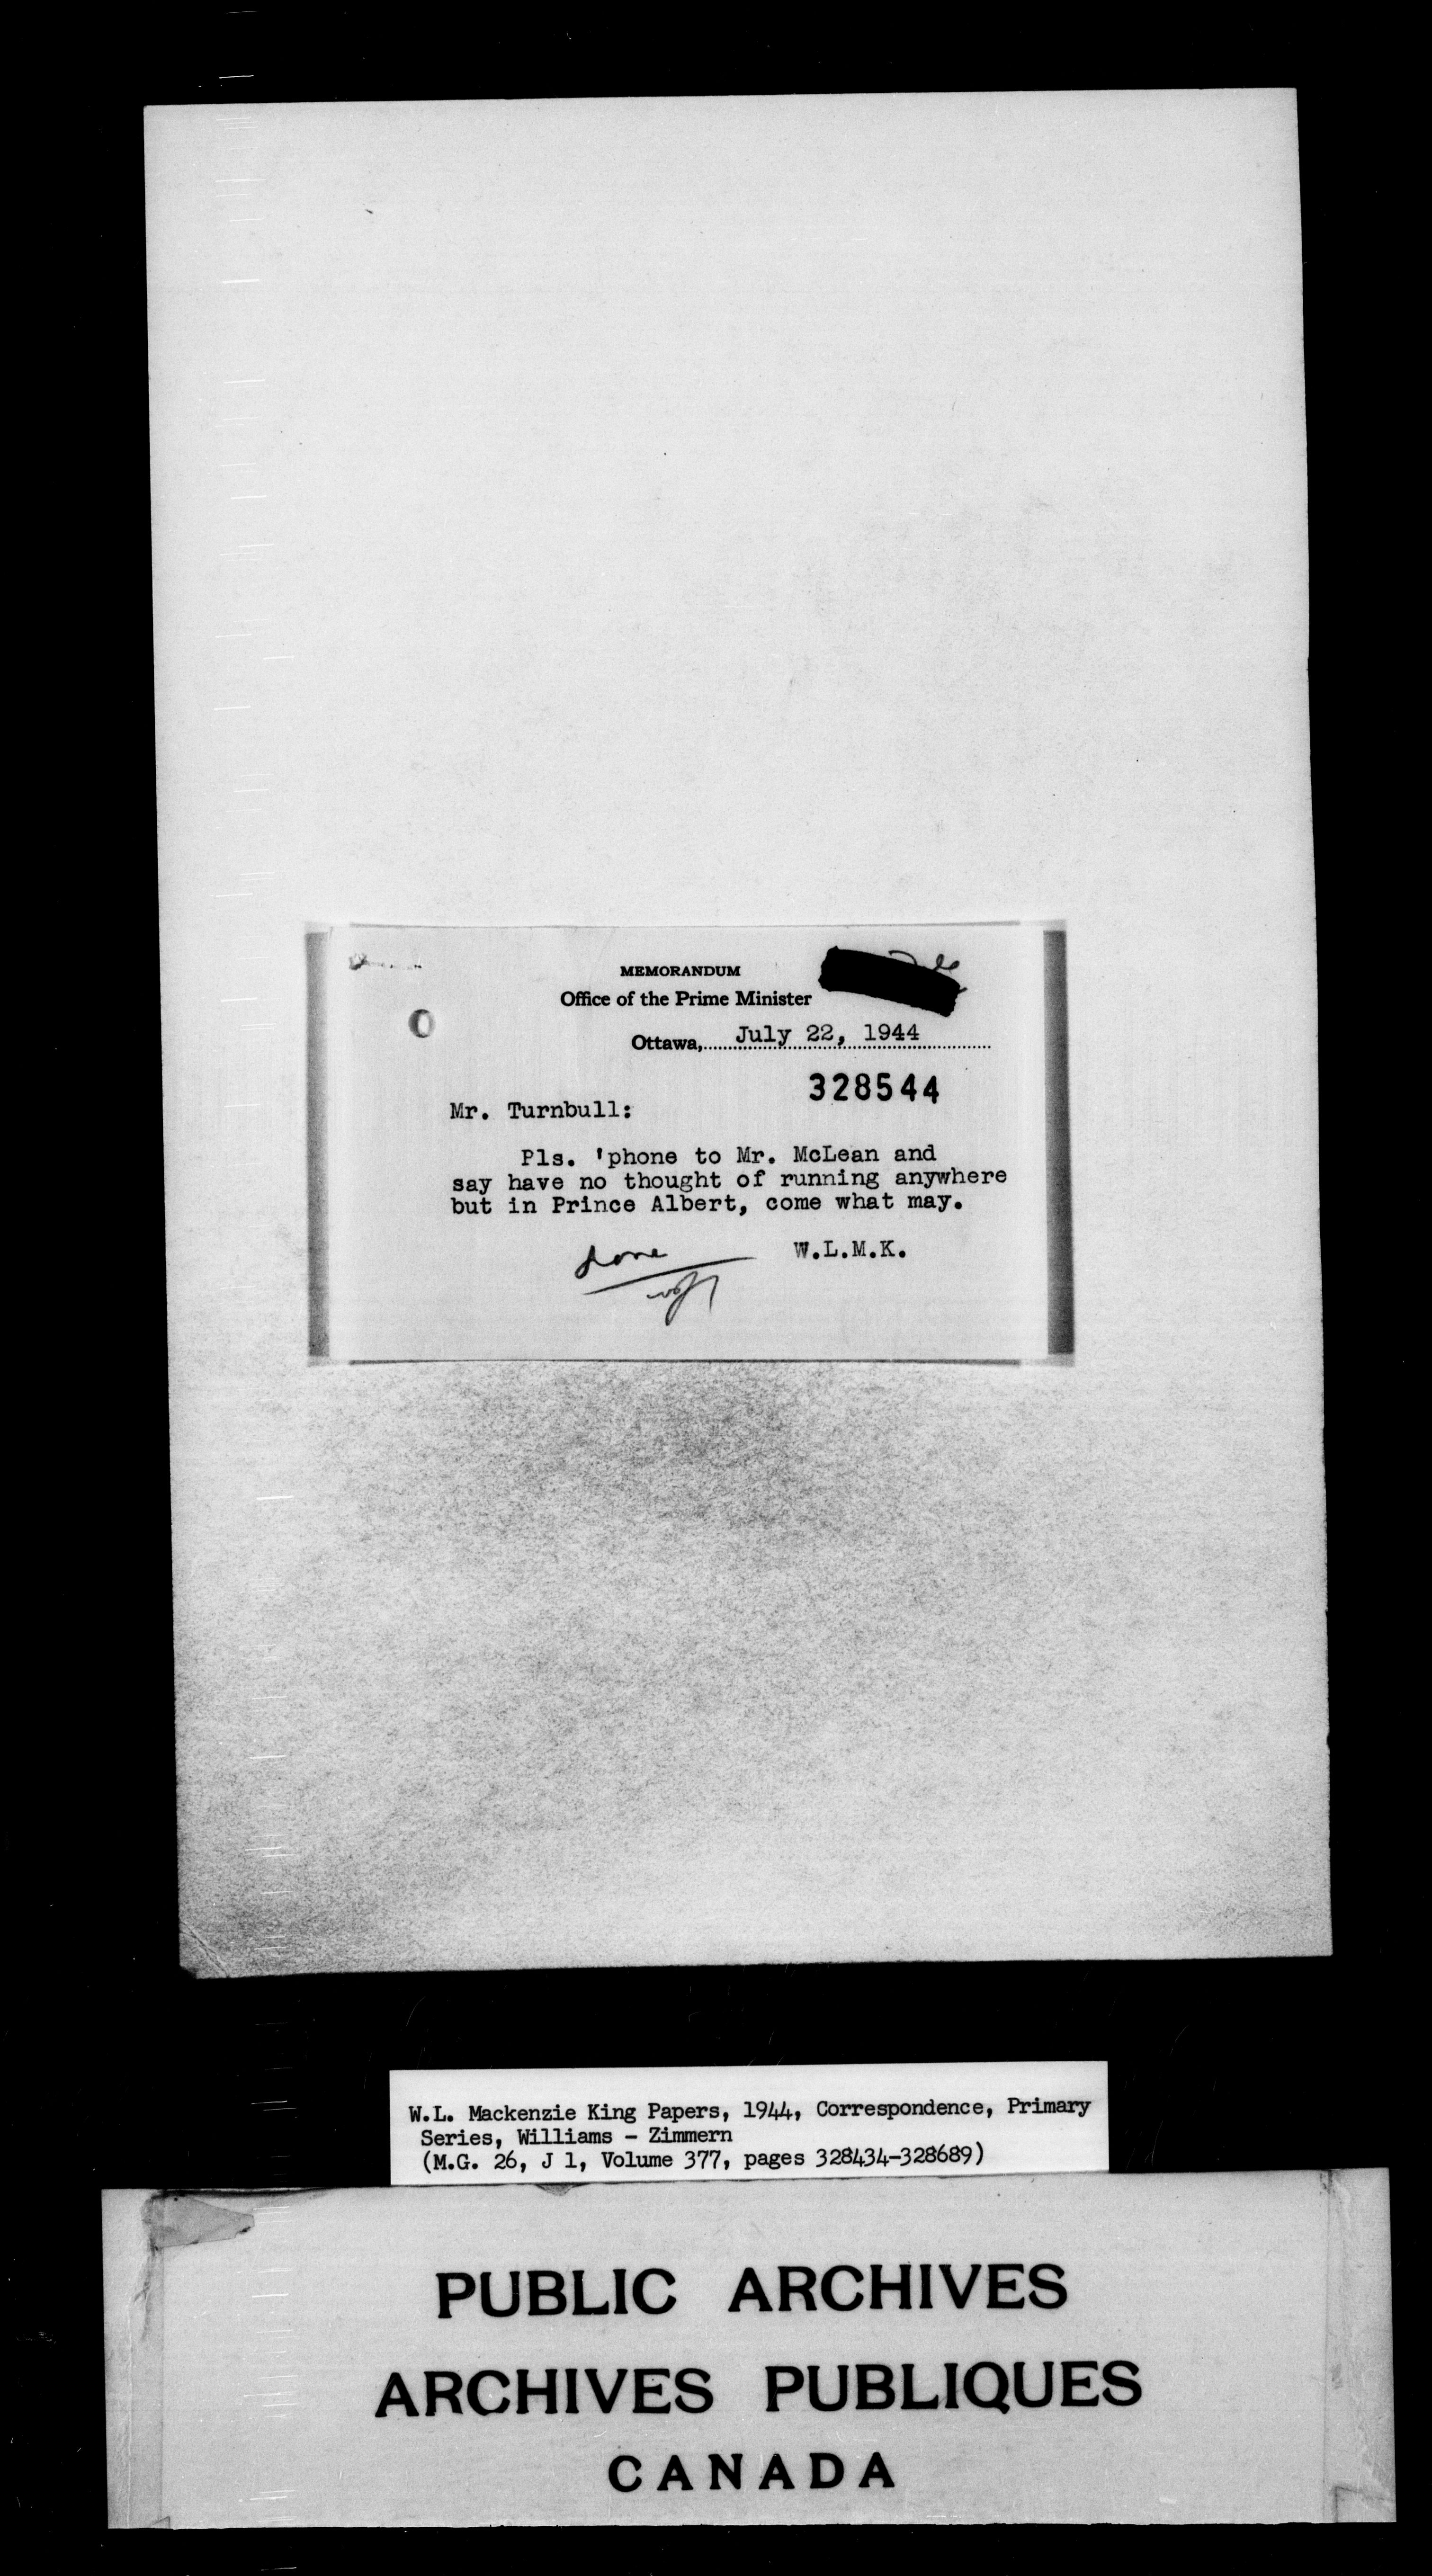 MEMORANDUM
Office of the Prime Minister
Ottawa, July 22, 1944
328544
Mr. Turnbull:
Pls. 'phone to Mr. McLean and
say have no thought of running anywhere
but in Prince Albert, come what may.
W.L.M.K.
done
W.L. Mackenzie King Papers, 1944, Correspondence, Primary
Series, Williams - Zimmern
(M.G. 26, J 1, Volume 377, pages 328434-328689)
PUBLIC ARCHIVES
ARCHIVES PUBLIQUES
CANADA